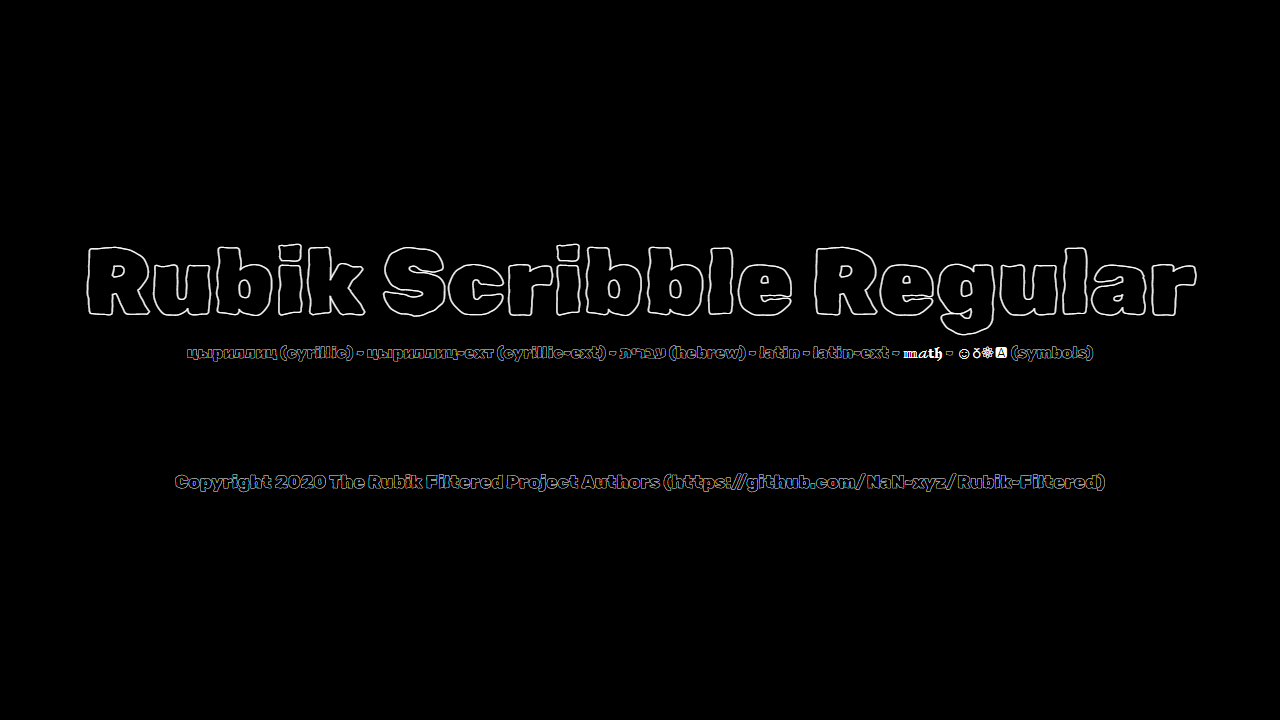 Rubik Scribble Regular
цыриллиц (cyrillic) - цыриллиц-ехт (cyrillic-ext) - עברית (hebrew) - latin - latin-ext - 𝕞𝒶𝐭𝔥 - ☺♉⚛🅰 (symbols)
Copyright 2020 The Rubik Filtered Project Authors (https://github.com/NaN-xyz/Rubik-Filtered)